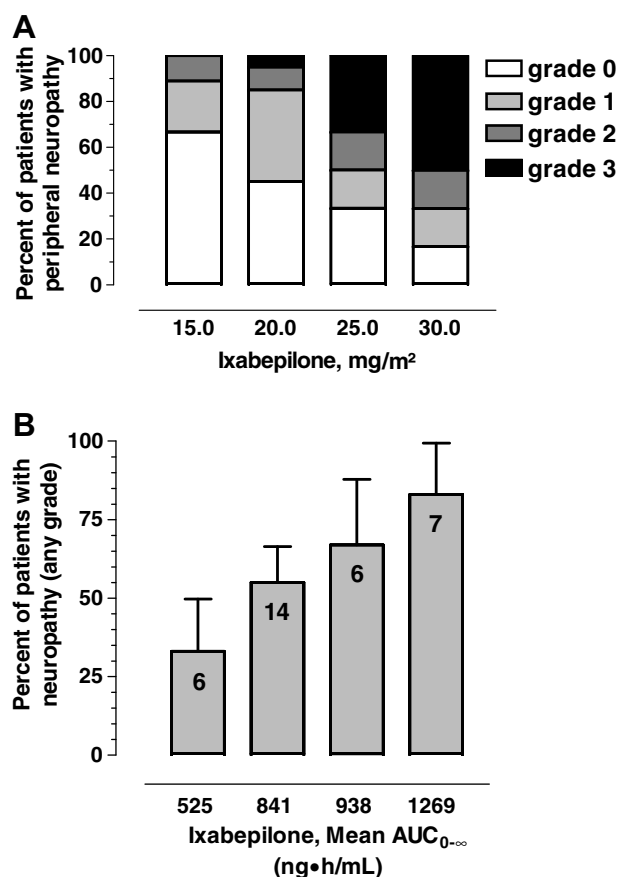 A
Percent of patients with
peripheral neuropathy
100
80
60
40
20
0
grade 0
grade 1
grade 2
grade 3
15.0 20.0 25.0 30.0
Ixabepilone, mg/m²
B
Percent of patients with
neuropathy (any grade)
100
75
50
25
0
6 14 6 7
525 841 938 1269
Ixabepilone, Mean AUC₀₋∞
(ng•h/mL)